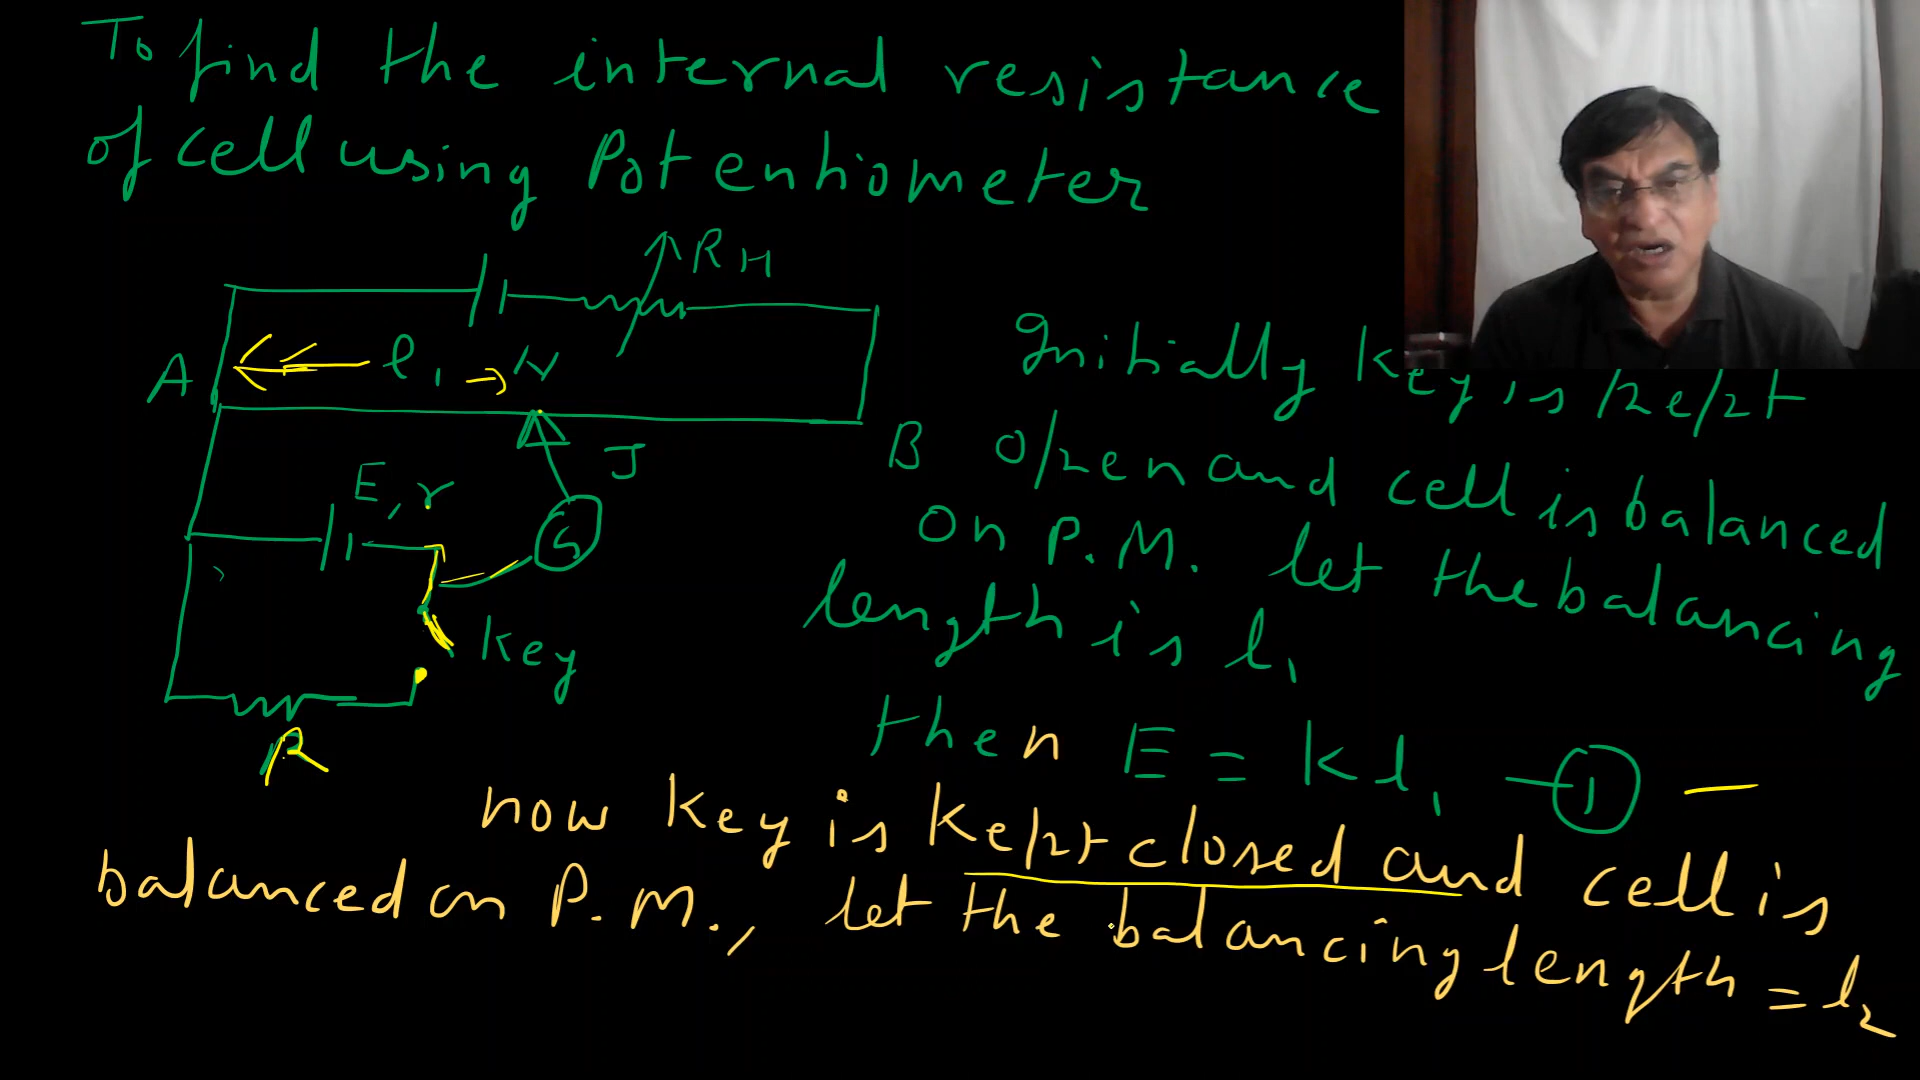 To find the internal resistance
of cell using Potentiometer
RH
A l1 N
B
J
E, r
G
key
R
Initially Key is kept
open and cell is balanced
on P.M. let the balancing
length is l1
then E = kl1 — 1 —
now key is kept closed and cell is
balanced on P.M., let the balancing length = l2